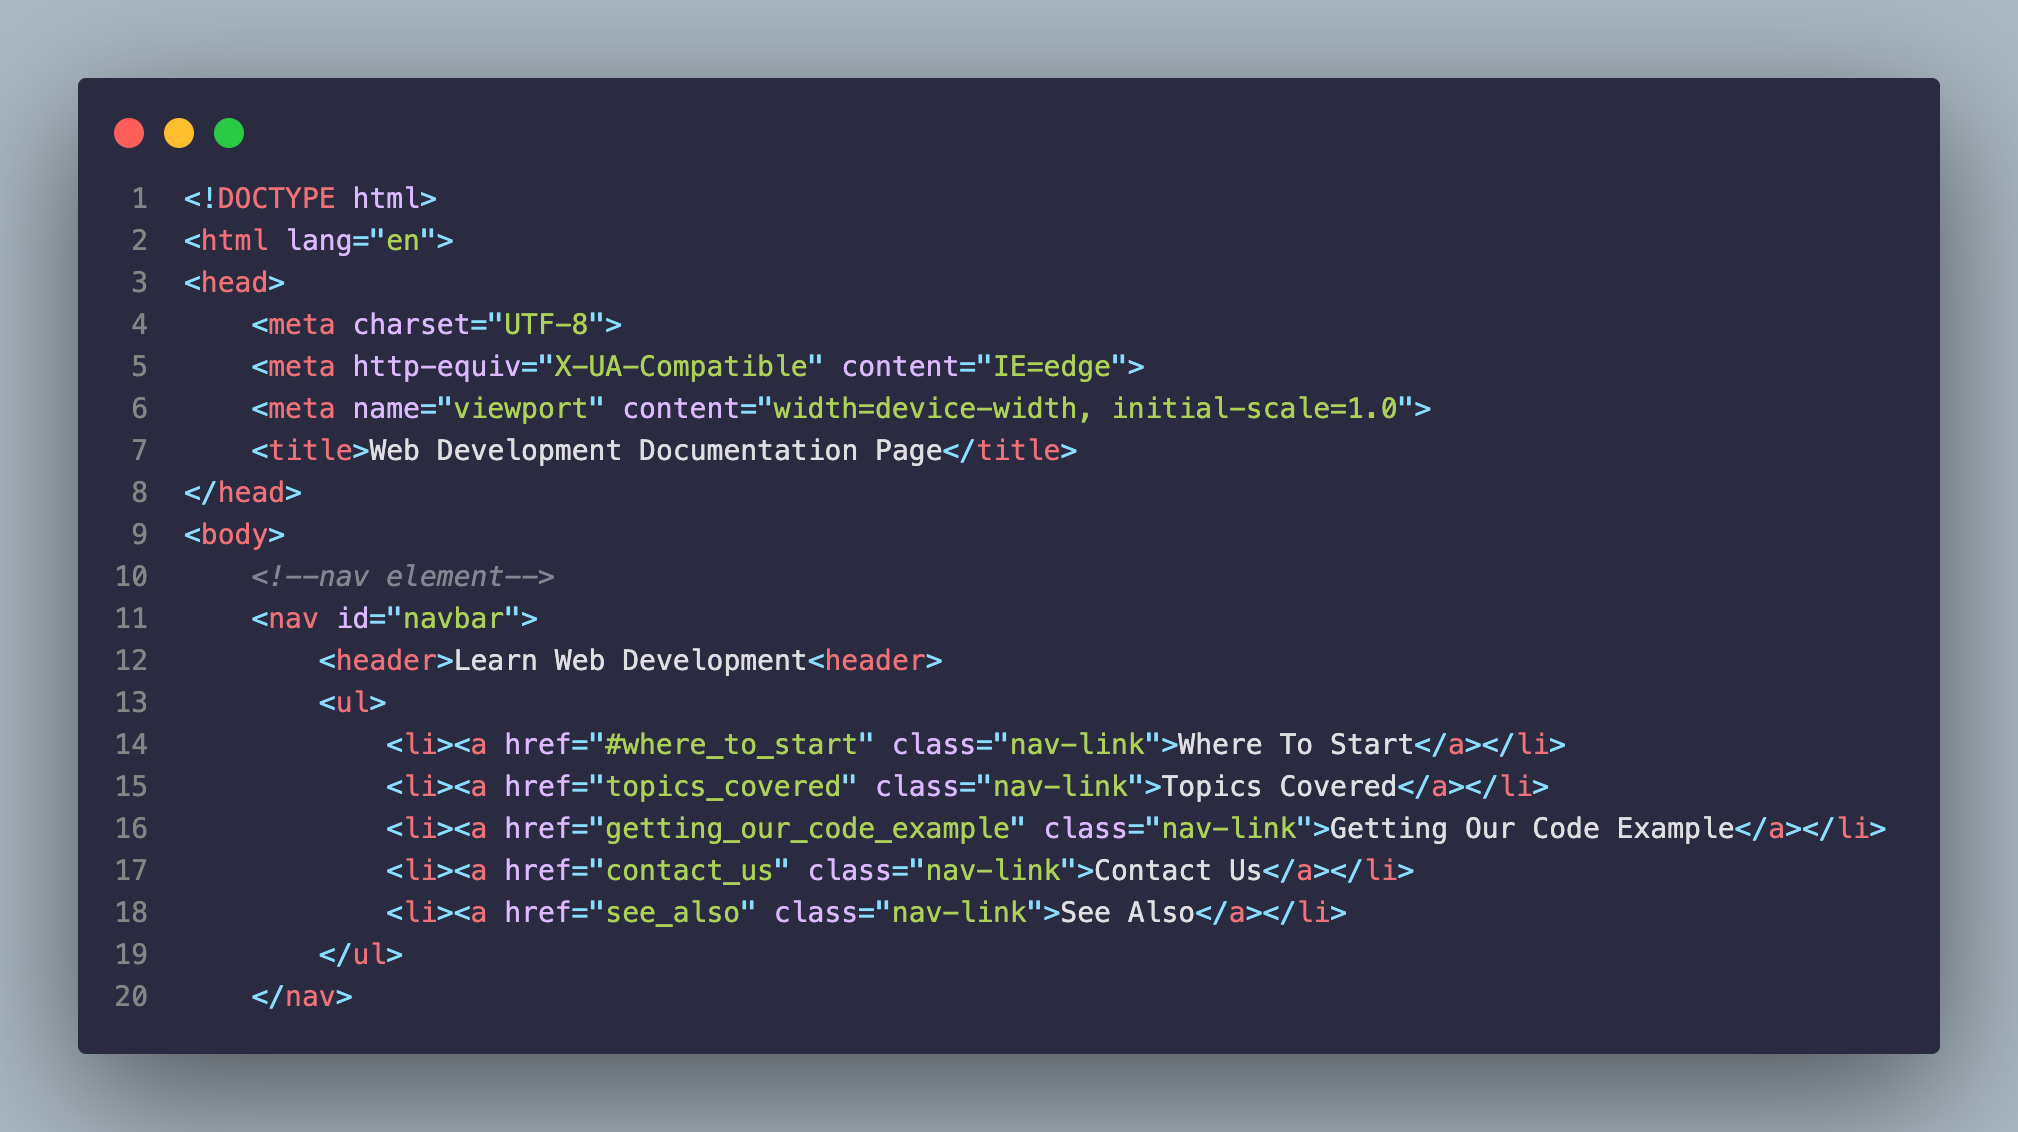 1 <!DOCTYPE html>
2 <html lang="en">
3 <head>
4     <meta charset="UTF-8">
5     <meta http-equiv="X-UA-Compatible" content="IE=edge">
6     <meta name="viewport" content="width=device-width, initial-scale=1.0">
7     <title>Web Development Documentation Page</title>
8 </head>
9 <body>
10     <!--nav element-->
11     <nav id="navbar">
12         <header>Learn Web Development<header>
13         <ul>
14             <li><a href="#where_to_start" class="nav-link">Where To Start</a></li>
15             <li><a href="topics_covered" class="nav-link">Topics Covered</a></li>
16             <li><a href="getting_our_code_example" class="nav-link">Getting Our Code Example</a></li>
17             <li><a href="contact_us" class="nav-link">Contact Us</a></li>
18             <li><a href="see_also" class="nav-link">See Also</a></li>
19         </ul>
20     </nav>